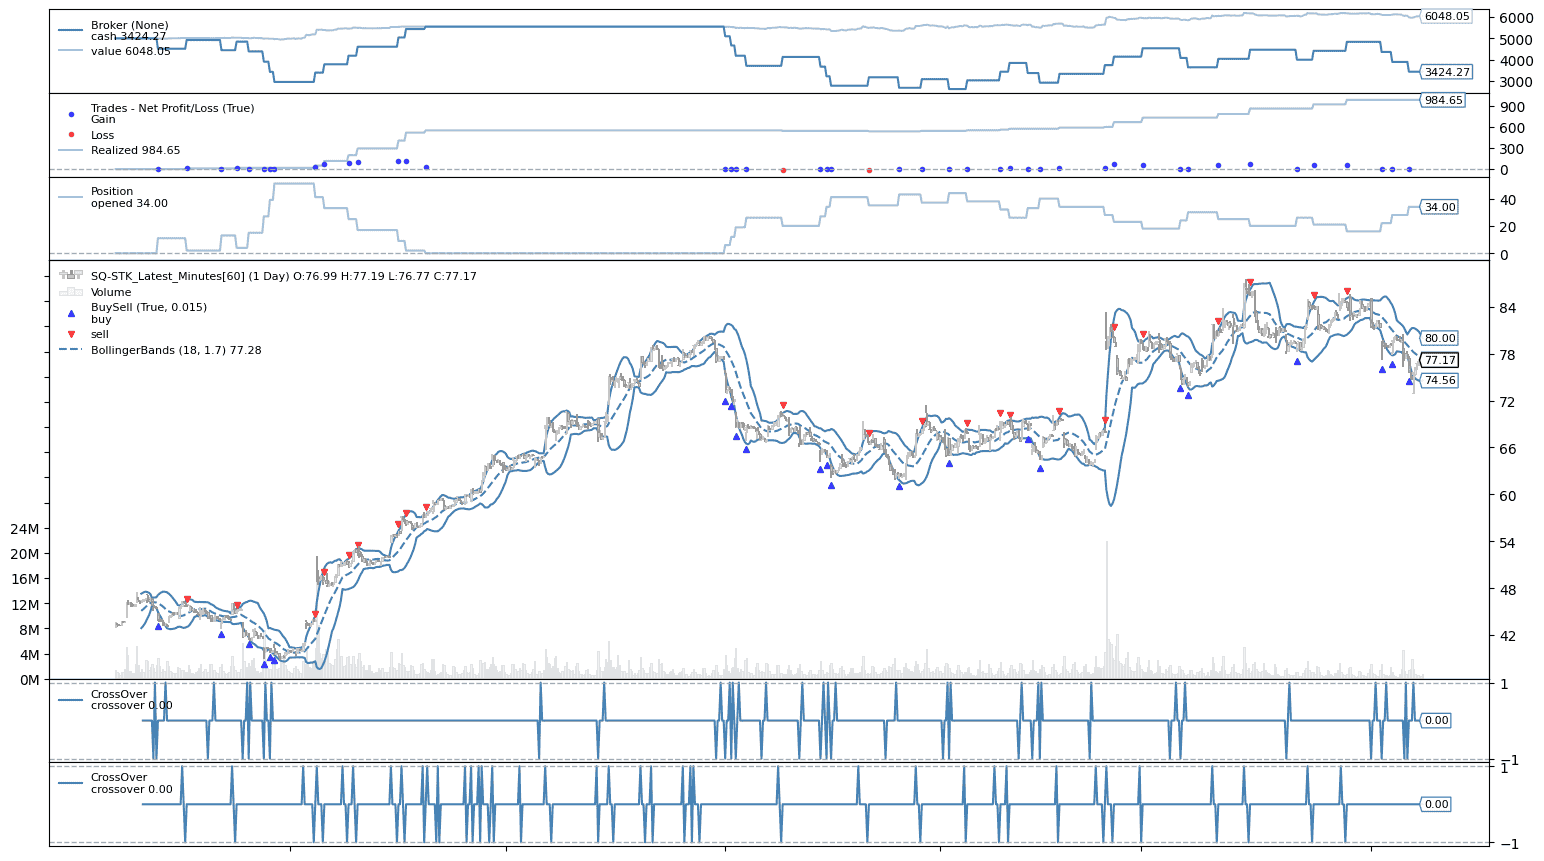 Broker (None)
cash 3424.27
value 6048.05
6048.05
3424.27
6000
5000
4000
3000
Trades - Net Profit/Loss (True)
Gain
Loss
Realized 984.65
984.65
900
600
300
0
Position
opened 34.00
34.00
40
20
0
SQ-STK_Latest_Minutes[60] (1 Day) O:76.99 H:77.19 L:76.77 C:77.17
Volume
BuySell (True, 0.015)
buy
sell
BollingerBands (18, 1.7) 77.28
80.00
77.17
74.56
84
78
72
66
60
54
48
42
24M
20M
16M
12M
8M
4M
0M
CrossOver
crossover 0.00
0.00
1
−1
CrossOver
crossover 0.00
0.00
1
−1